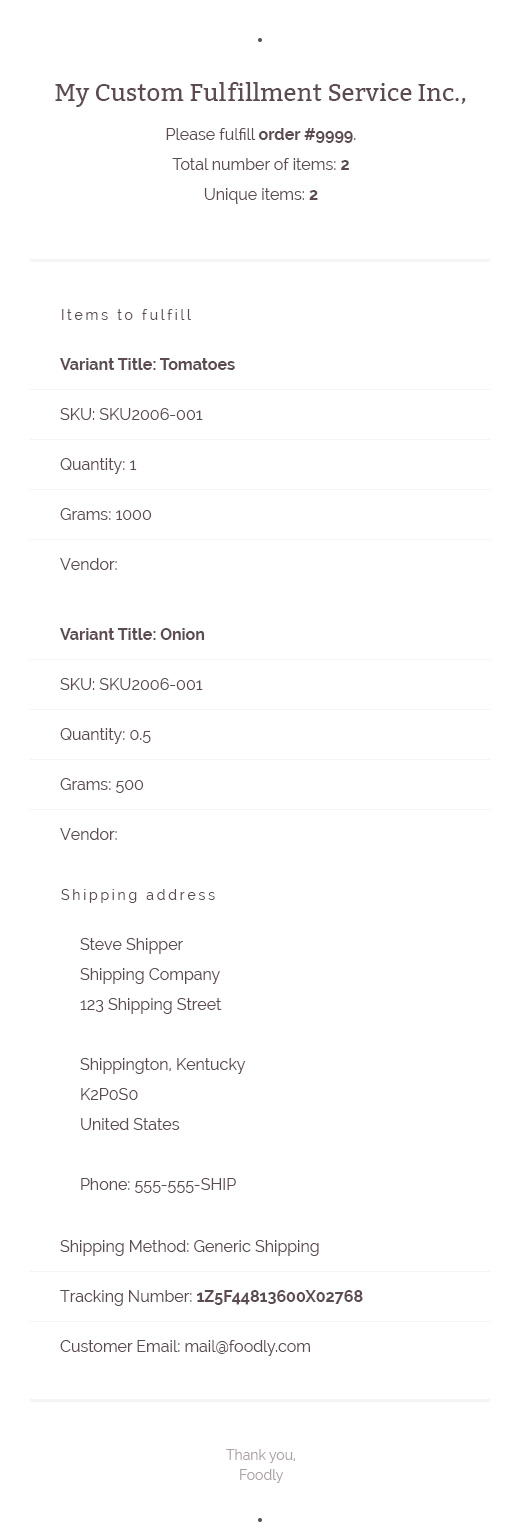 My Custom Fulfillment Service Inc.,
Please fulfill order #9999.
Total number of items: 2
Unique items: 2
Items to fulfill
Variant Title: Tomatoes
SKU: SKU2006-001
Quantity: 1
Grams: 1000
Vendor:
Variant Title: Onion
SKU: SKU2006-001
Quantity: 0.5
Grams: 500
Vendor:
Shipping address
Steve Shipper
Shipping Company
123 Shipping Street
Shippington, Kentucky
K2P0S0
United States
Phone: 555-555-SHIP
Shipping Method: Generic Shipping
Tracking Number: 1Z5F44813600X02768
Customer Email: mail@foodly.com
Thank you,
Foodly